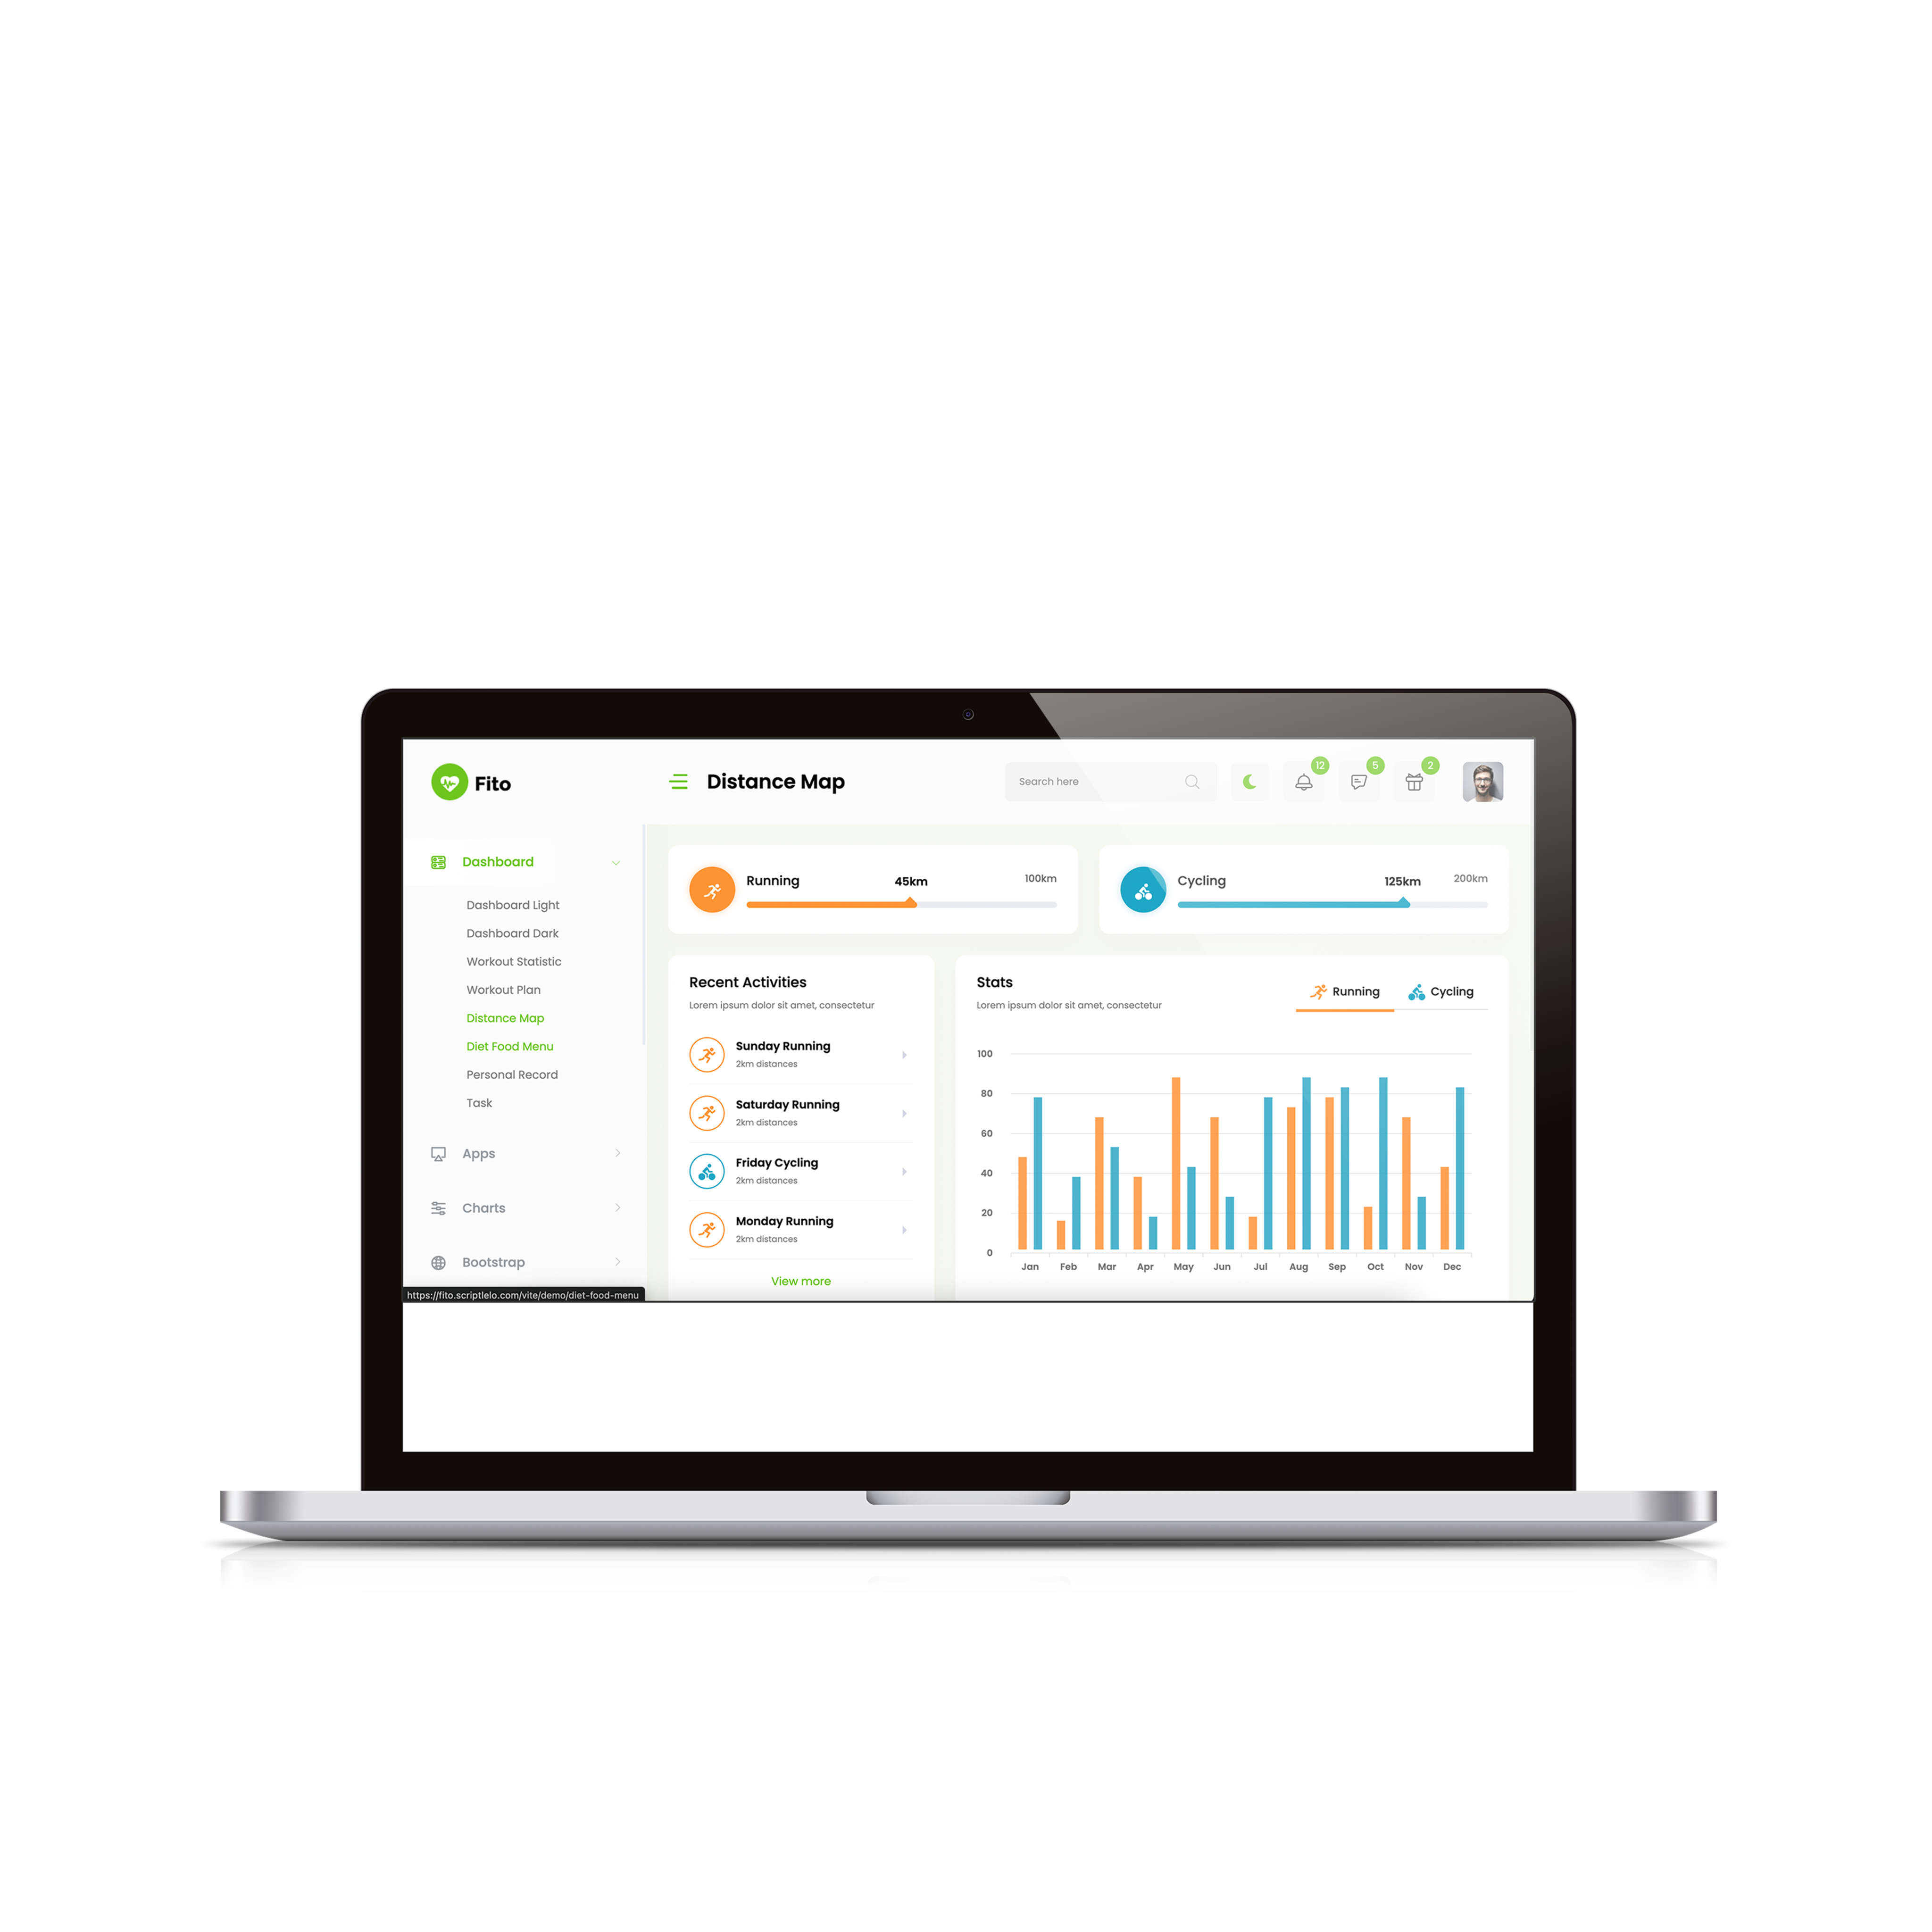 Fito
Distance Map
Search here
12
5
2
Dashboard
Dashboard Light
Dashboard Dark
Workout Statistic
Workout Plan
Distance Map
Diet Food Menu
Personal Record
Task
Apps
Charts
Bootstrap
https://fito.scriptlelo.com/vite/demo/diet-food-menu
Running 45km 100km
Cycling 125km 200km
Recent Activities
Lorem ipsum dolor sit amet, consectetur
Sunday Running
2km distances
Saturday Running
2km distances
Friday Cycling
2km distances
Monday Running
2km distances
View more
Stats
Lorem ipsum dolor sit amet, consectetur
Running Cycling
100
80
60
40
20
0
Jan Feb Mar Apr May Jun Jul Aug Sep Oct Nov Dec